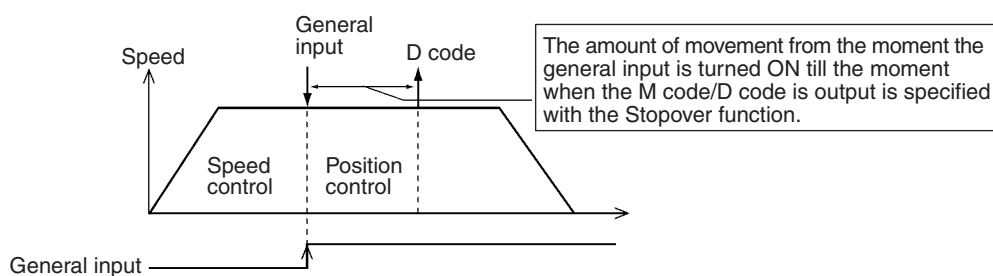 General
input
D code
Speed
The amount of movement from the moment the
general input is turned ON till the moment
when the M code/D code is output is specified
with the Stopover function.
Speed
control
Position
control
General input